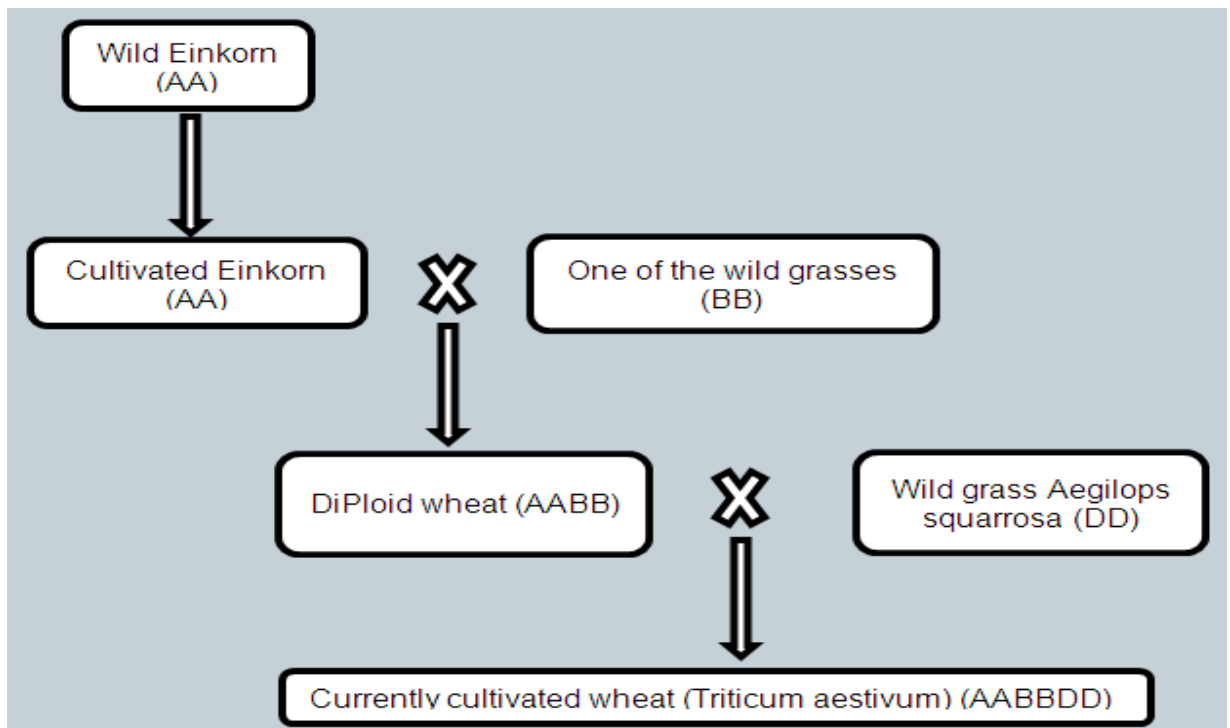 Wild Einkorn
(AA)
Cultivated Einkorn
(AA)
X
One of the wild grasses
(BB)
DiPloid wheat (AABB)
X
Wild grass Aegilops
squarrosa (DD)
Currently cultivated wheat (Triticum aestivum) (AABBDD)